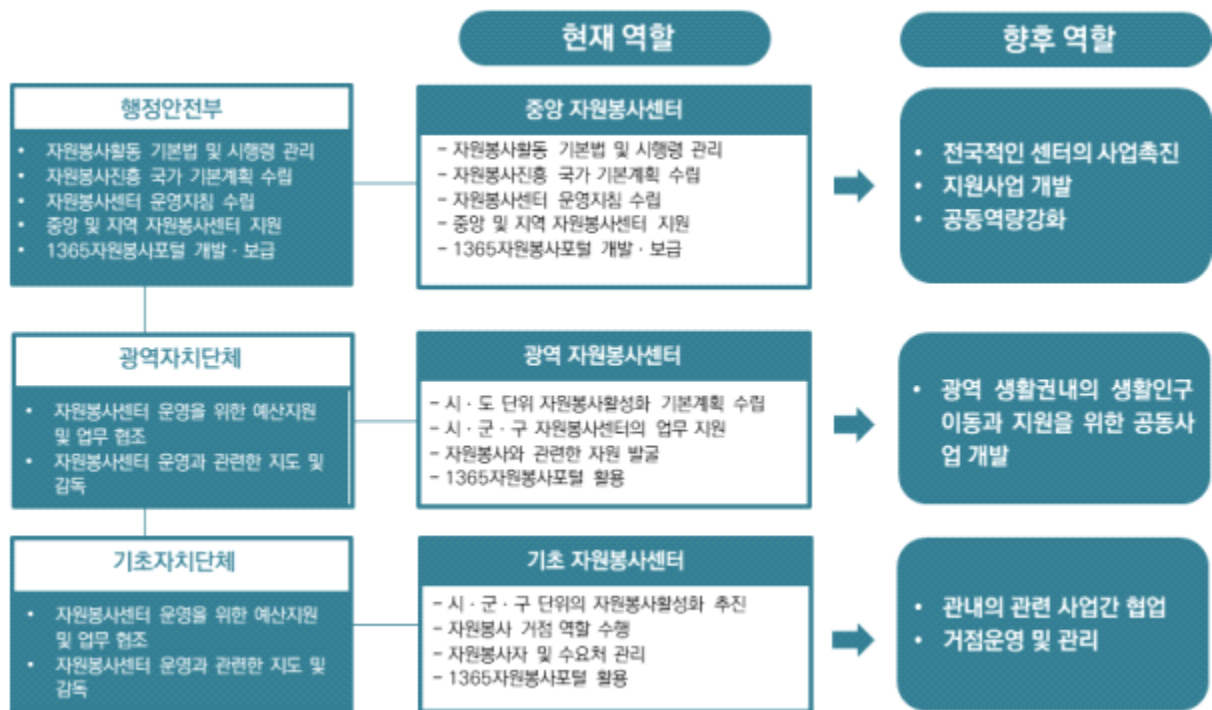 현재 역할
향후 역할
행정안전부
• 자원봉사활동 기본법 및 시행령 관리
• 자원봉사진흥 국가 기본계획 수립
• 자원봉사센터 운영지침 수립
• 중앙 및 지역 자원봉사센터 지원
• 1365자원봉사포털 개발 · 보급
중앙 자원봉사센터
– 자원봉사활동 기본법 및 시행령 관리
– 자원봉사진흥 국가 기본계획 수립
– 자원봉사센터 운영지침 수립
– 중앙 및 지역 자원봉사센터 지원
– 1365자원봉사포털 개발 · 보급
• 전국적인 센터의 사업촉진
• 지원사업 개발
• 공동역량강화
광역자치단체
• 자원봉사센터 운영을 위한 예산지원
및 업무 협조
• 자원봉사센터 운영과 관련한 지도 및
감독
광역 자원봉사센터
– 시 · 도 단위 자원봉사활성화 기본계획 수립
– 시 · 군 · 구 자원봉사센터의 업무 지원
– 자원봉사와 관련한 자원 발굴
– 1365자원봉사포털 활용
• 광역 생활권내의 생활인구
이동과 지원을 위한 공동사
업 개발
기초자치단체
• 자원봉사센터 운영을 위한 예산지원
및 업무 협조
• 자원봉사센터 운영과 관련한 지도 및
감독
기초 자원봉사센터
– 시 · 군 · 구 단위의 자원봉사활성화 추진
– 자원봉사 거점 역할 수행
– 자원봉사자 및 수요처 관리
– 1365자원봉사포털 활용
• 관내의 관련 사업간 협업
• 거점운영 및 관리